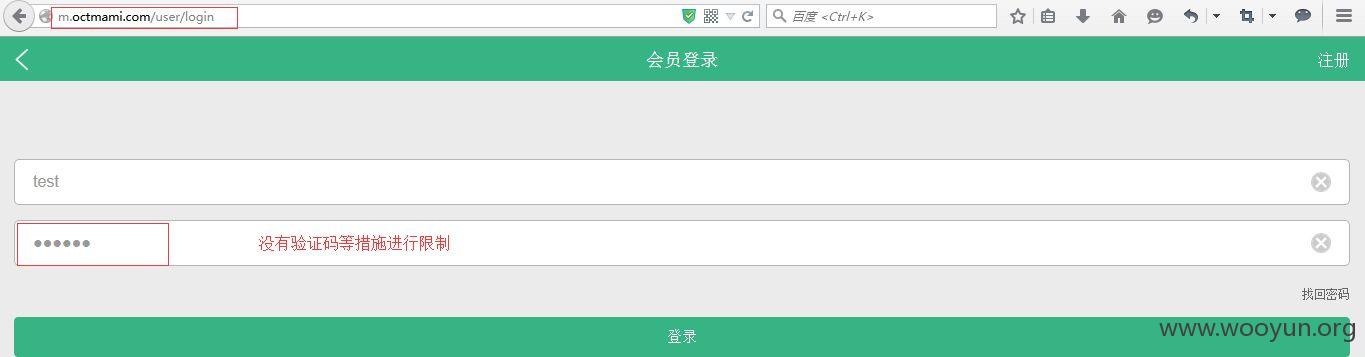 m.octmami.com/user/login
百度 <Ctrl+K>
会员登录
注册
test
没有验证码等措施进行限制
找回密码
登录
www.wooyun.org